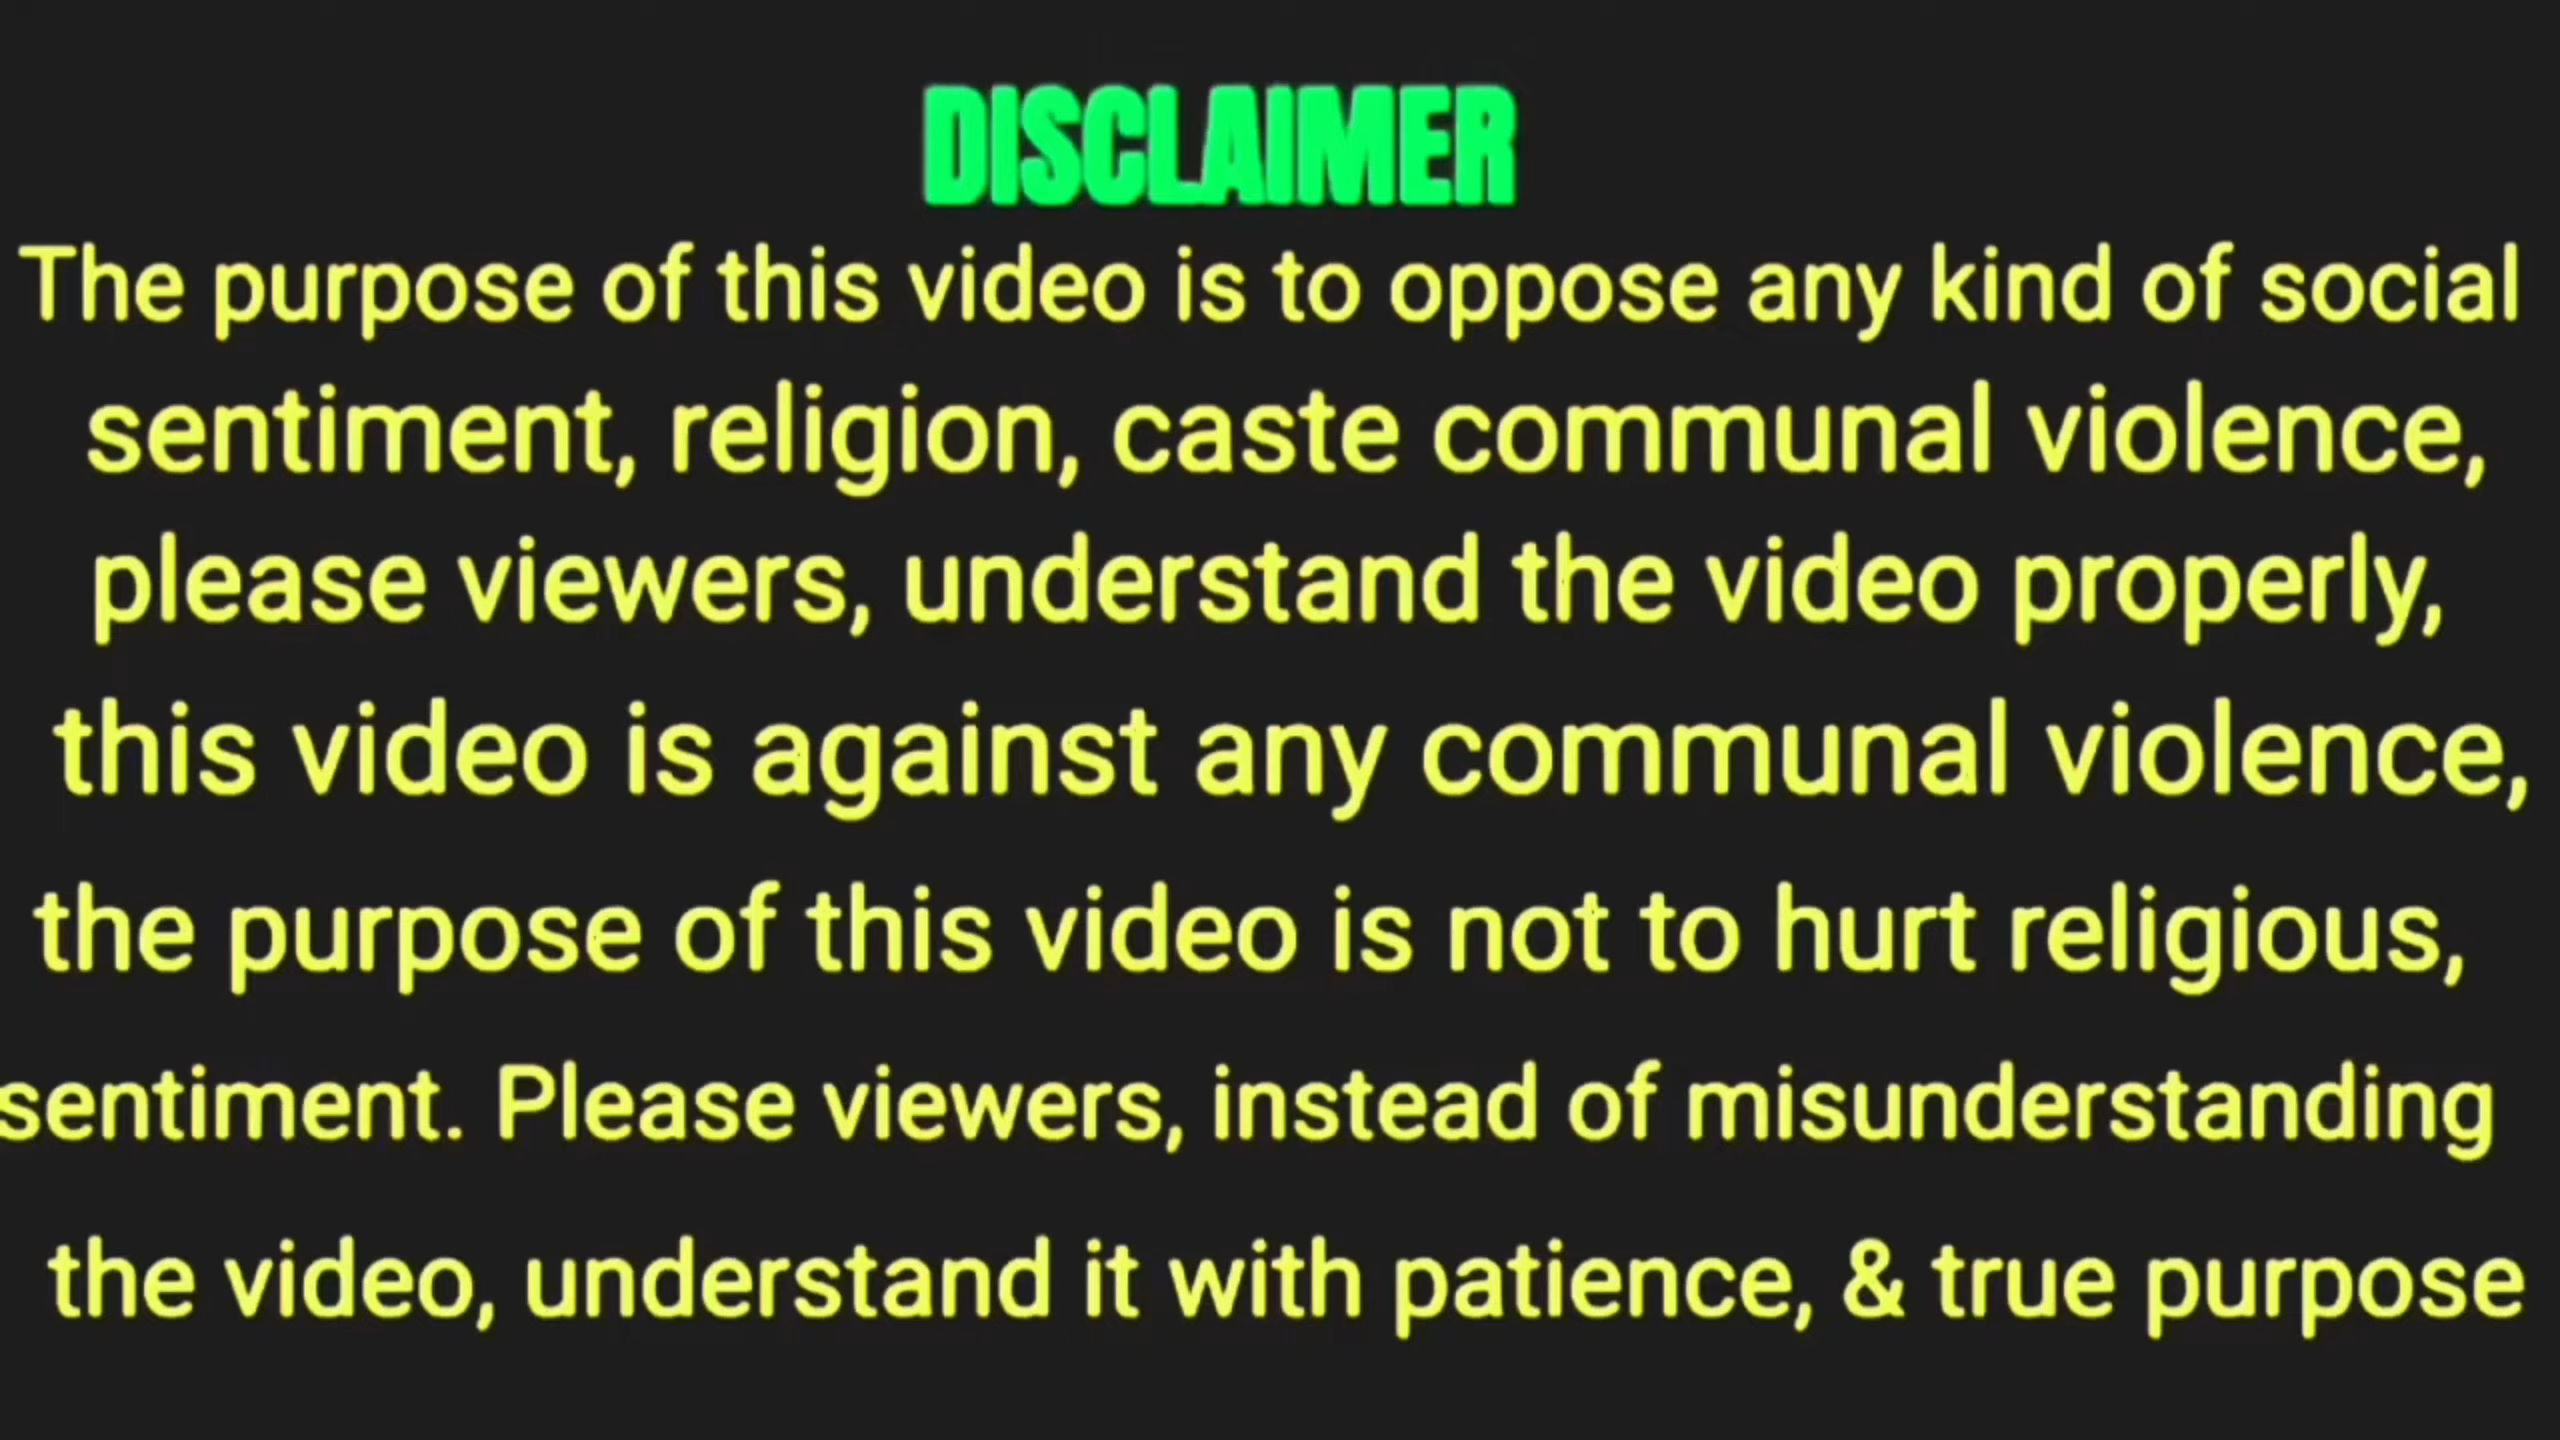 DISCLAIMER
The purpose of this video is to oppose any kind of social
sentiment, religion, caste communal violence,
please viewers, understand the video properly,
this video is against any communal violence,
the purpose of this video is not to hurt religious,
sentiment. Please viewers, instead of misunderstanding
the video, understand it with patience, & true purpose